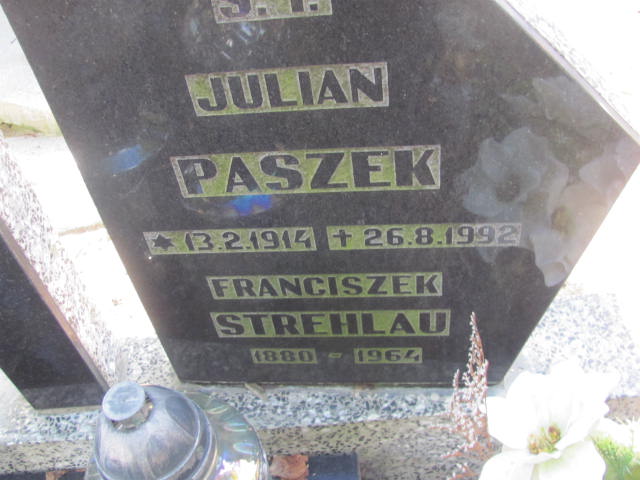 JULIAN
PASZEK
* 13.2.1914 † 26.8.1992
FRANCISZEK
STREHLAU
1880 - 1964